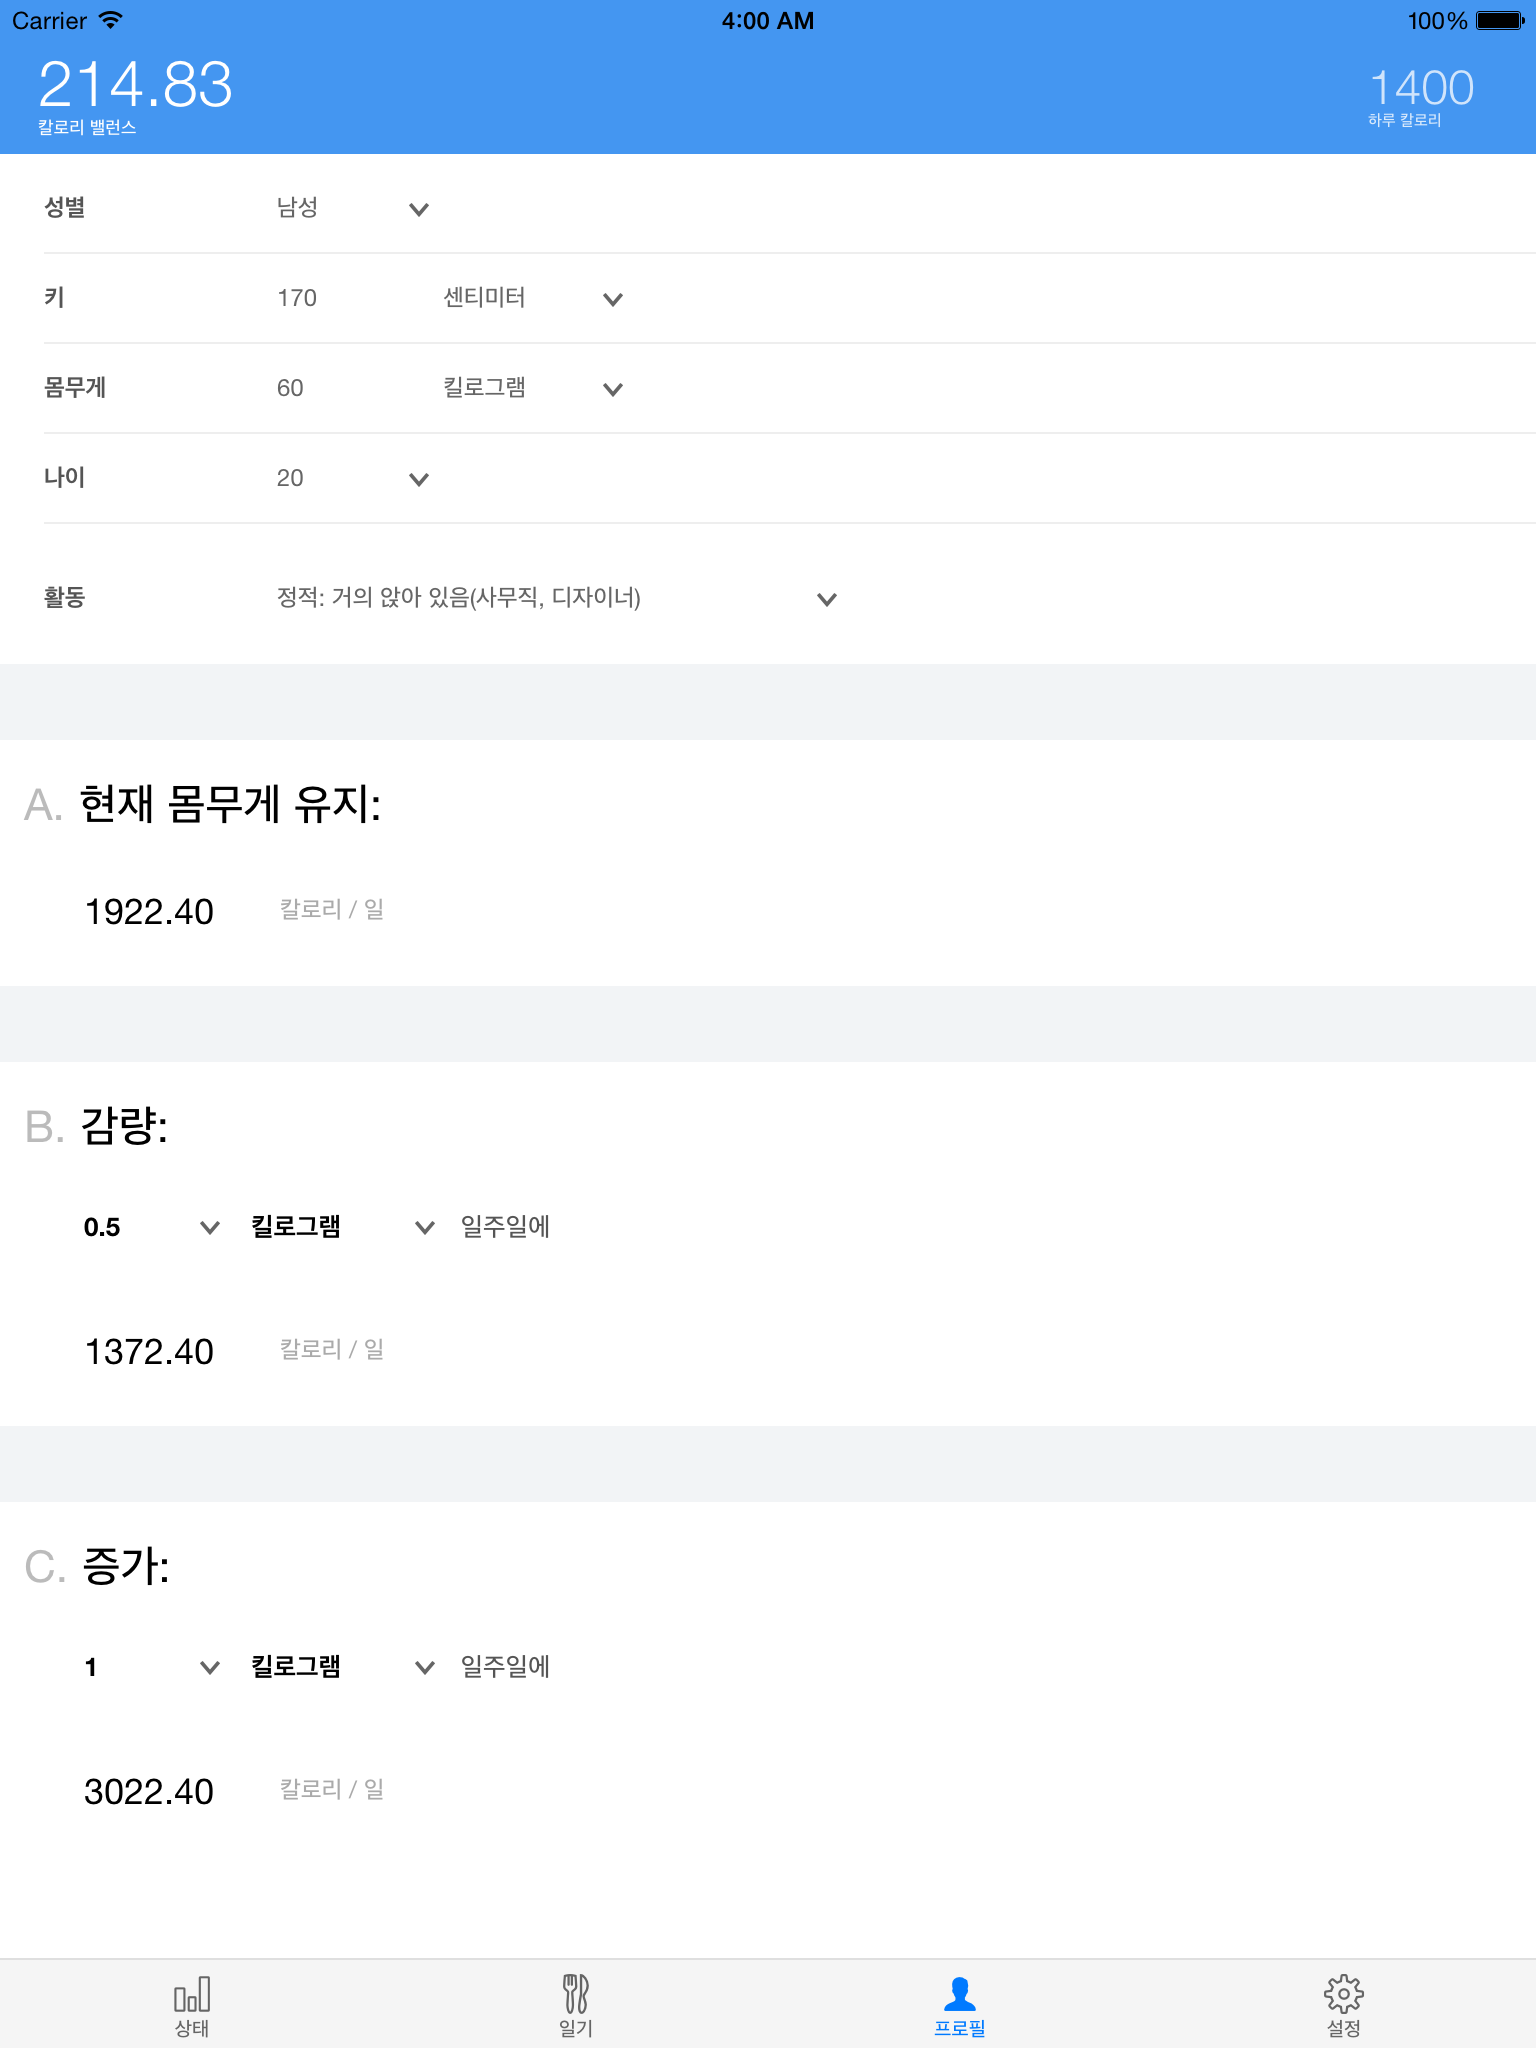 Carrier 4:00 AM 100%
214.83 1400
칼로리 밸런스 하루 칼로리
성별 남성
키 170 센티미터
몸무게 60 킬로그램
나이 20
활동 정적: 거의 앉아 있음(사무직, 디자이너)
A. 현재 몸무게 유지:
1922.40 칼로리 / 일
B. 감량:
0.5 킬로그램 일주일에
1372.40 칼로리 / 일
C. 증가:
1 킬로그램 일주일에
3022.40 칼로리 / 일
상태 일기 프로필 설정